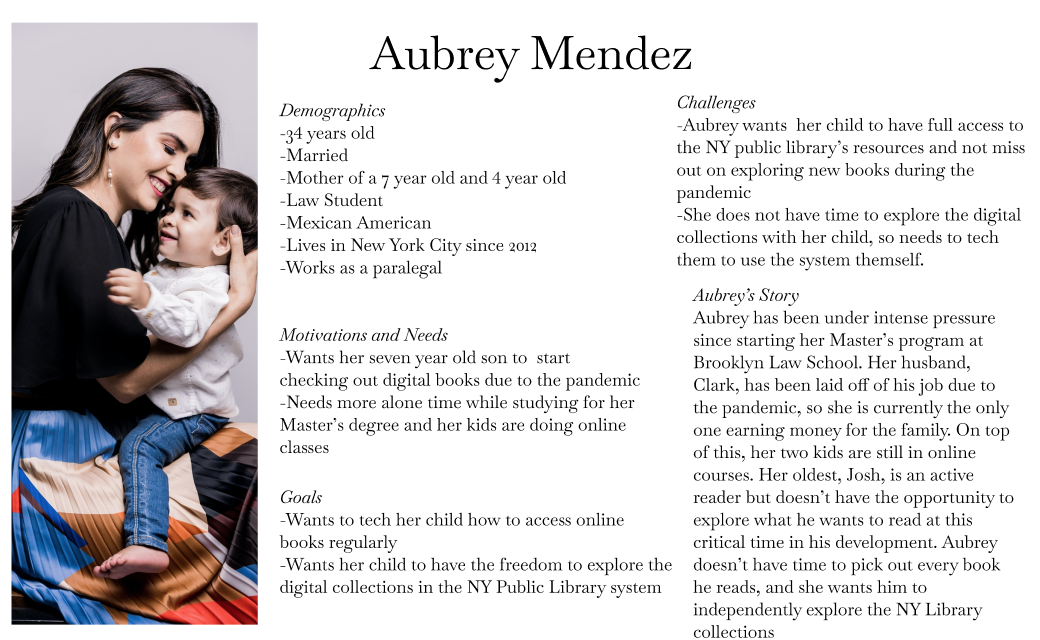 Aubrey Mendez
Demographics
-34 years old
-Married
-Mother of a 7 year old and 4 year old
-Law Student
-Mexican American
-Lives in New York City since 2012
-Works as a paralegal
Motivations and Needs
-Wants her seven year old son to  start
checking out digital books due to the pandemic
-Needs more alone time while studying for her
Master's degree and her kids are doing online
classes
Goals
-Wants to tech her child how to access online
books regularly
-Wants her child to have the freedom to explore the
digital collections in the NY Public Library system
Challenges
-Aubrey wants  her child to have full access to
the NY public library's resources and not miss
out on exploring new books during the
pandemic
-She does not have time to explore the digital
collections with her child, so needs to tech
them to use the system themself.
Aubrey's Story
Aubrey has been under intense pressure
since starting her Master's program at
Brooklyn Law School. Her husband,
Clark, has been laid off of his job due to
the pandemic, so she is currently the only
one earning money for the family. On top
of this, her two kids are still in online
courses. Her oldest, Josh, is an active
reader but doesn't have the opportunity to
explore what he wants to read at this
critical time in his development. Aubrey
doesn't have time to pick out every book
he reads, and she wants him to
independently explore the NY Library
collections